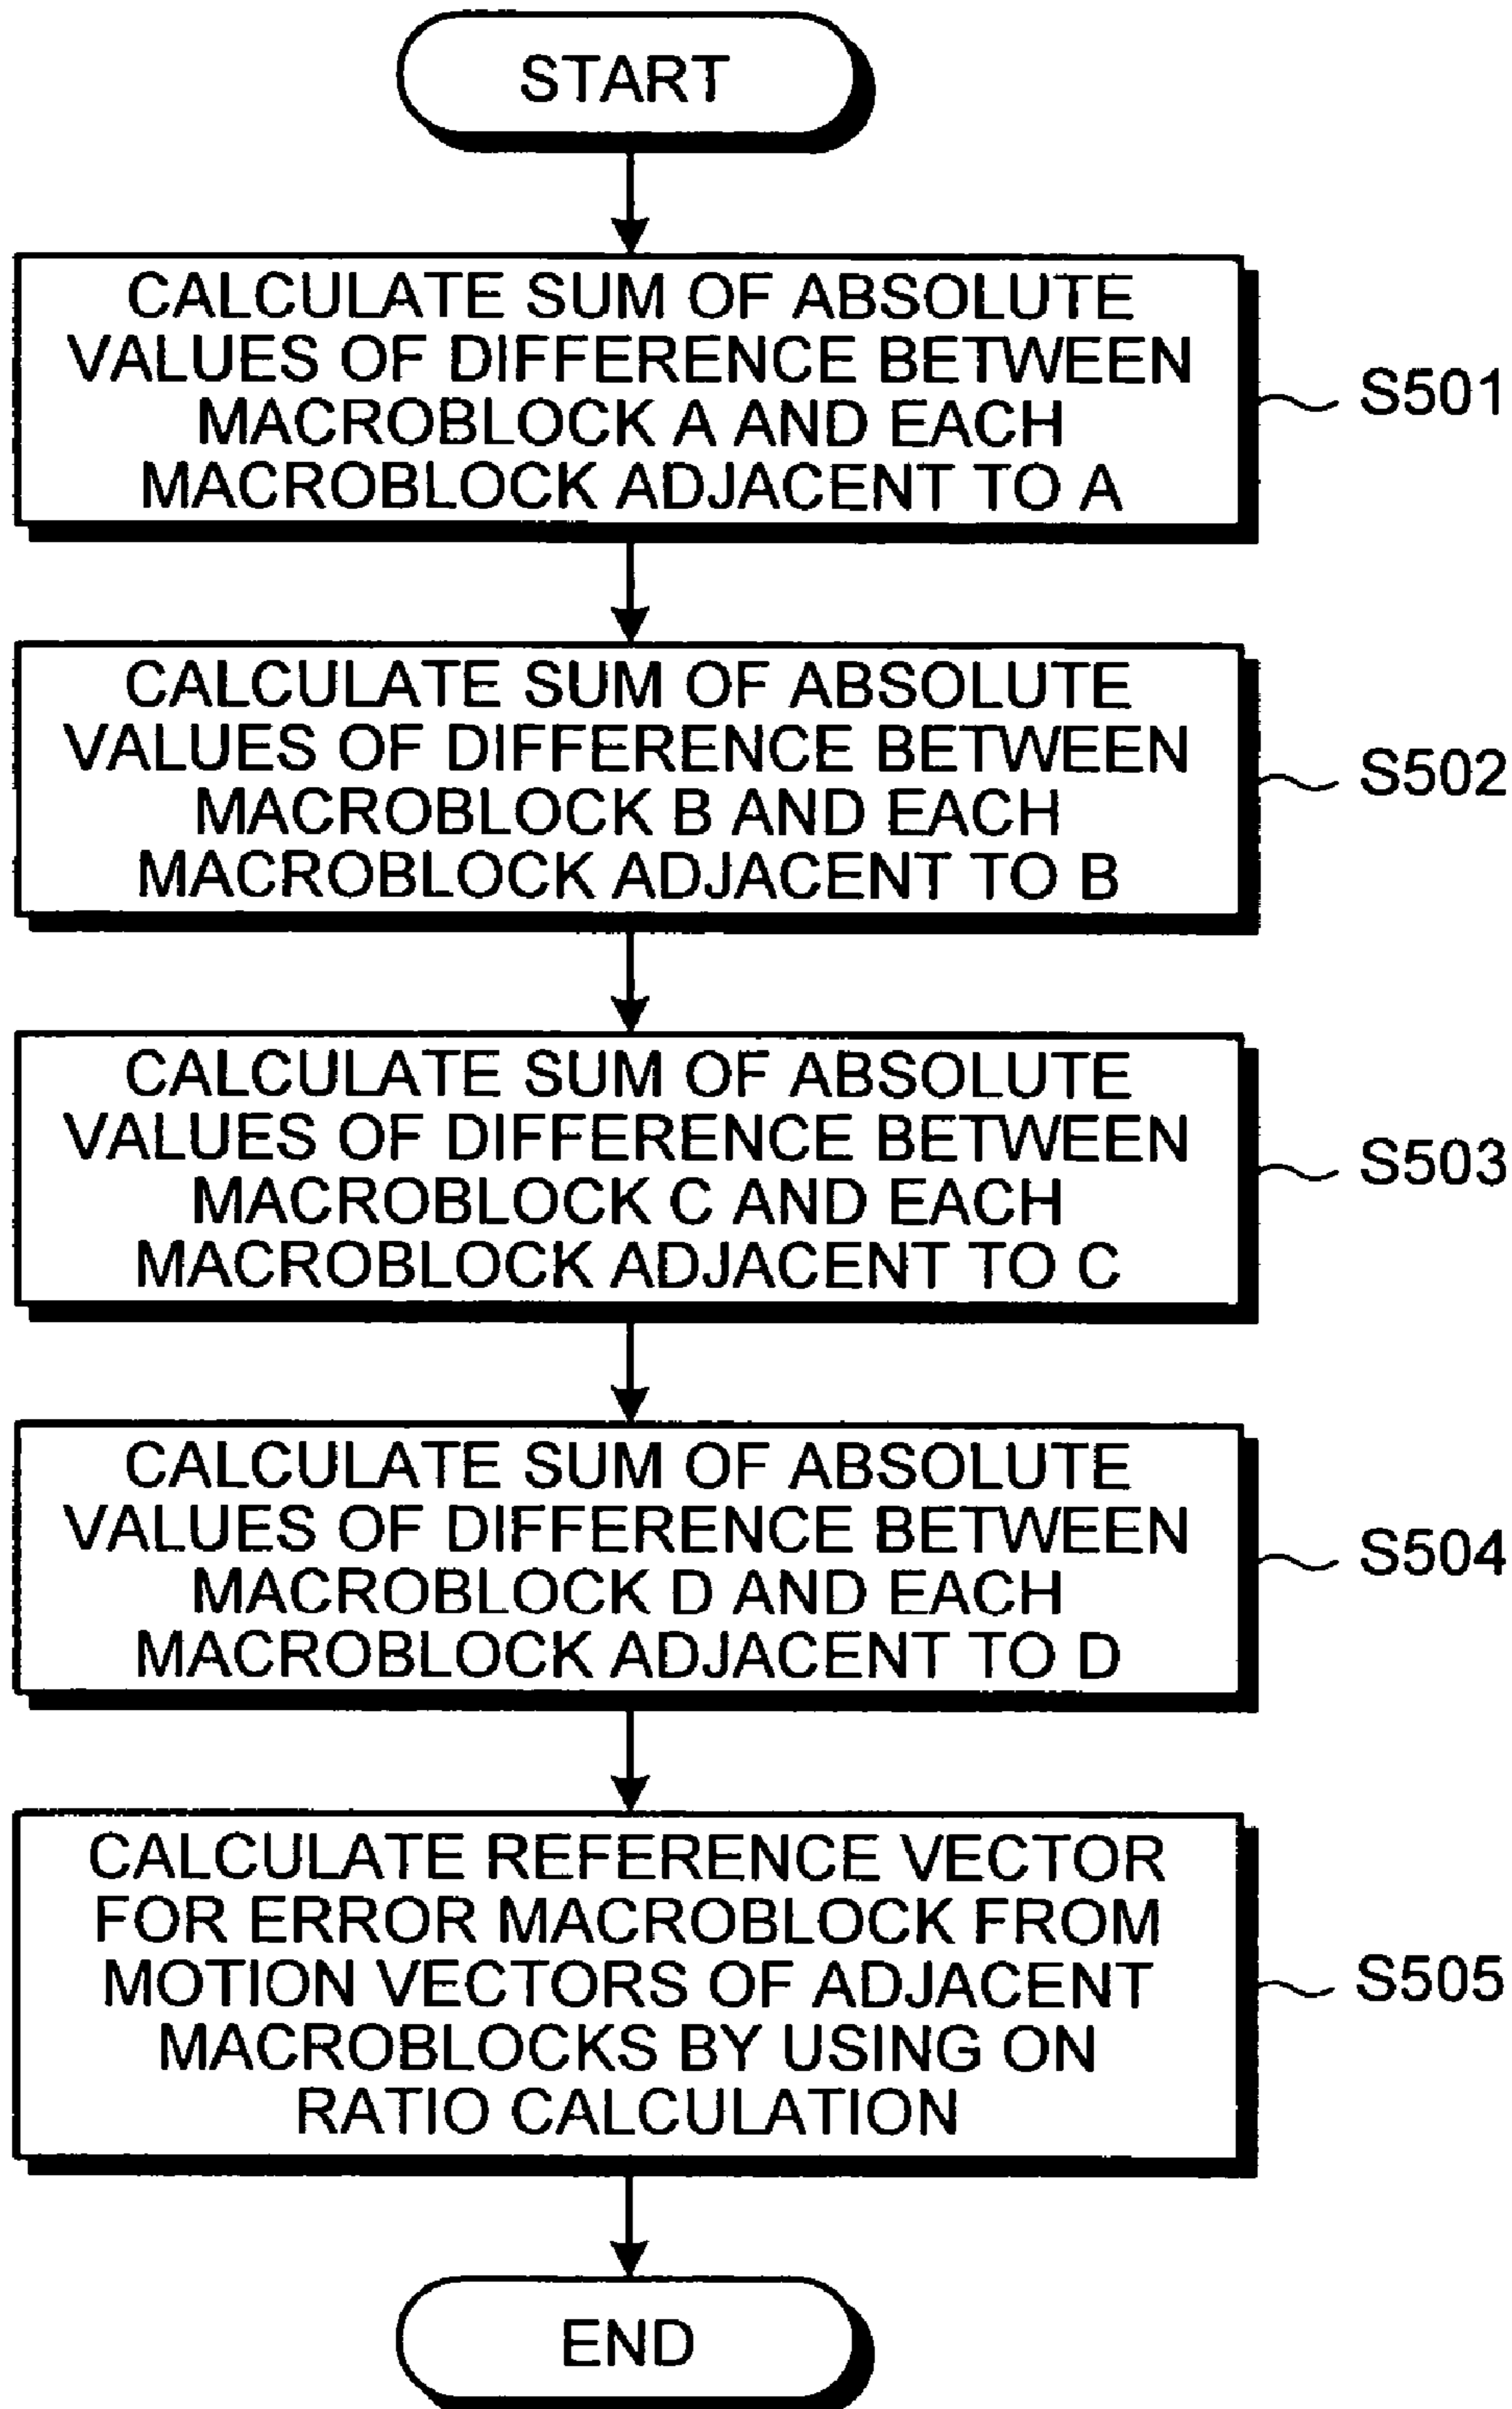 START
CALCULATE SUM OF ABSOLUTE
VALUES OF DIFFERENCE BETWEEN
MACROBLOCK A AND EACH
MACROBLOCK ADJACENT TO A
S501
CALCULATE SUM OF ABSOLUTE
VALUES OF DIFFERENCE BETWEEN
MACROBLOCK B AND EACH
MACROBLOCK ADJACENT TO B
S502
CALCULATE SUM OF ABSOLUTE
VALUES OF DIFFERENCE BETWEEN
MACROBLOCK C AND EACH
MACROBLOCK ADJACENT TO C
S503
CALCULATE SUM OF ABSOLUTE
VALUES OF DIFFERENCE BETWEEN
MACROBLOCK D AND EACH
MACROBLOCK ADJACENT TO D
S504
CALCULATE REFERENCE VECTOR
FOR ERROR MACROBLOCK FROM
MOTION VECTORS OF ADJACENT
MACROBLOCKS BY USING ON
RATIO CALCULATION
S505
END